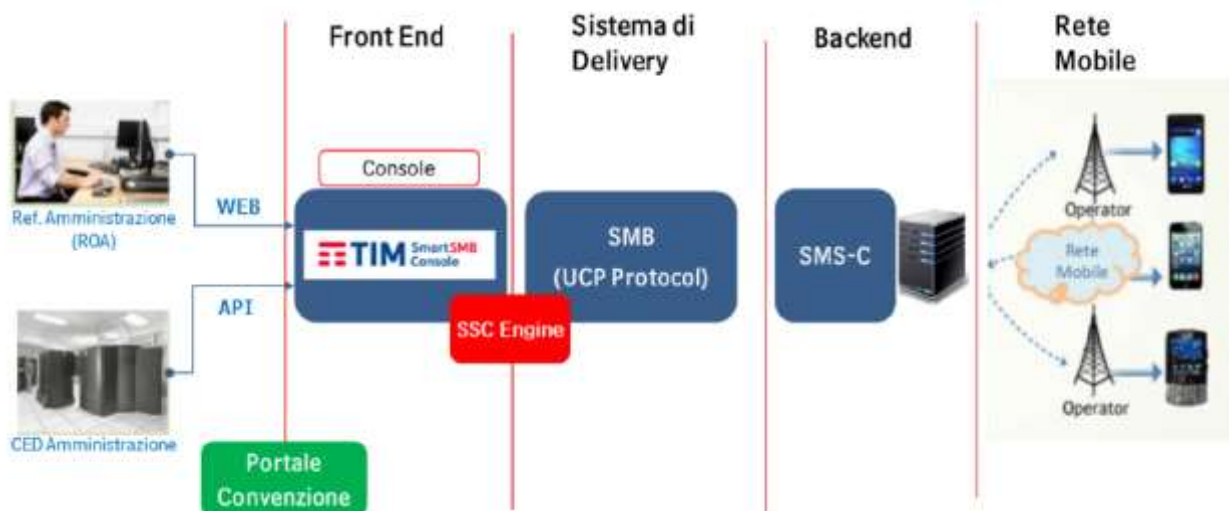 Front End
Sistema di
Delivery
Backend
Rete
Mobile
Console
Ref. Amministrazione
(ROA)
WEB
TIM SmartSMB
Console
SMB
(UCP Protocol)
SMS-C
Operator
Rete
Mobile
API
SSC Engine
Operator
CED Amministrazione
Portale
Convenzione